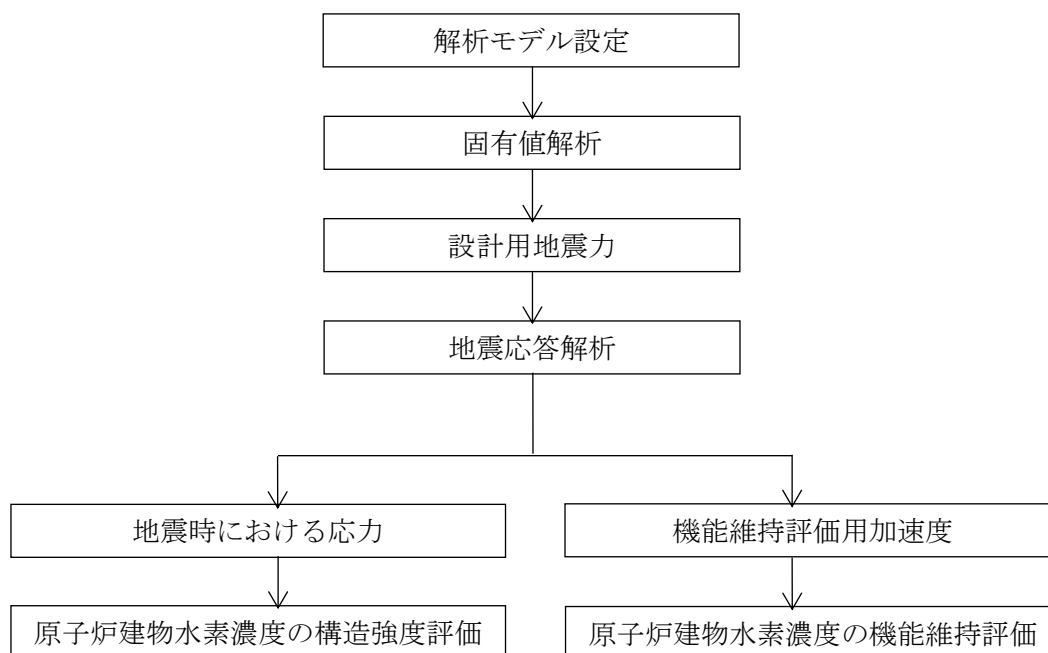 解析モデル設定
固有値解析
設計用地震力
地震応答解析
地震時における応力
機能維持評価用加速度
原子炉建物水素濃度の構造強度評価
原子炉建物水素濃度の機能維持評価